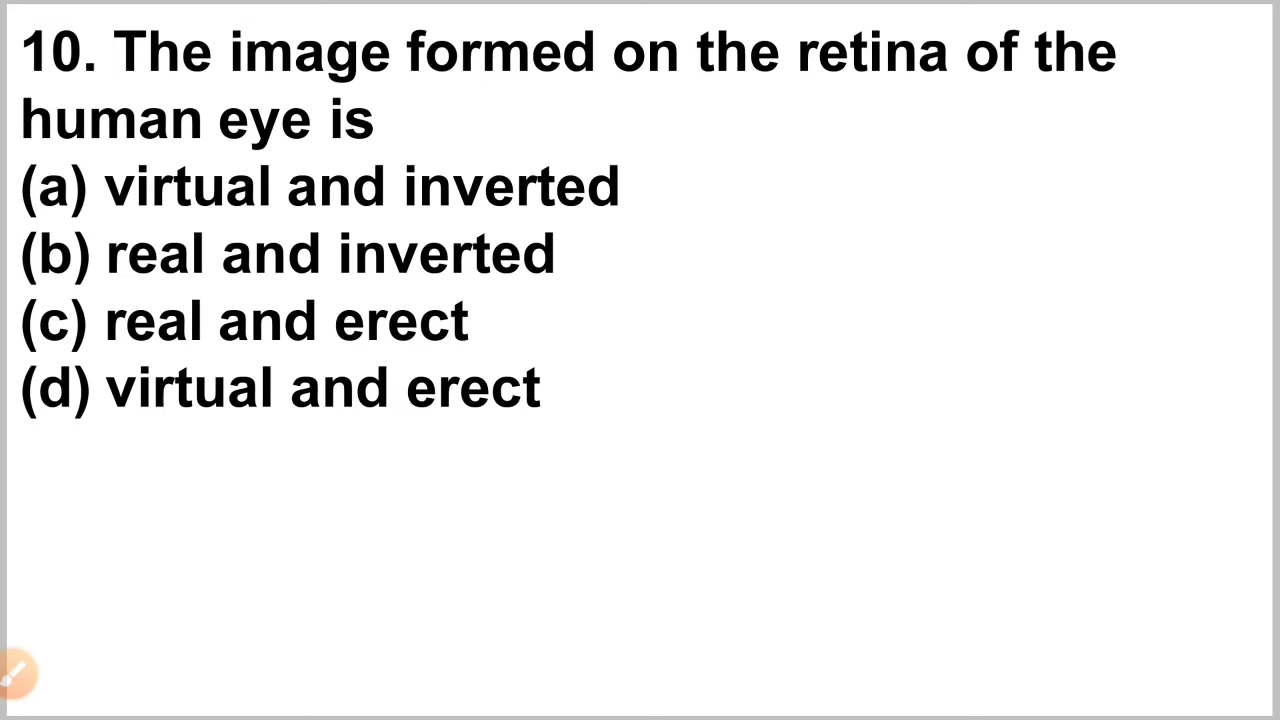 10. The image formed on the retina of the
human eye is
(a) virtual and inverted
(b) real and inverted
(c) real and erect
(d) virtual and erect